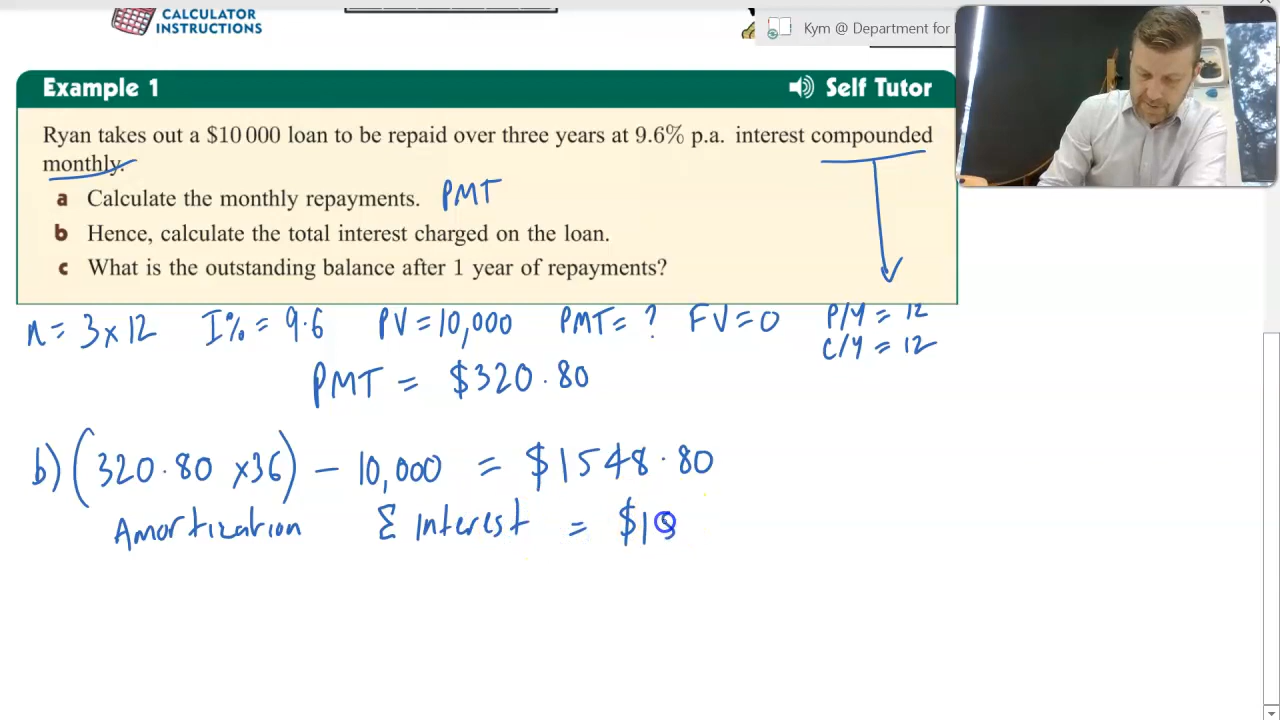 CALCULATOR
INSTRUCTIONS
Kym @ Department for
Example 1
Self Tutor
Ryan takes out a $10 000 loan to be repaid over three years at 9.6% p.a. interest compounded
monthly.
a Calculate the monthly repayments. PMT
b Hence, calculate the total interest charged on the loan.
c What is the outstanding balance after 1 year of repayments?
n = 3 x 12 I% = 9.6 PV = 10,000 PMT = ? FV = 0 P/Y = 12
C/Y = 12
PMT = $320.80
b) (320.80 x 36) - 10,000 = $1548.80
Amortization Σ Interest = $1